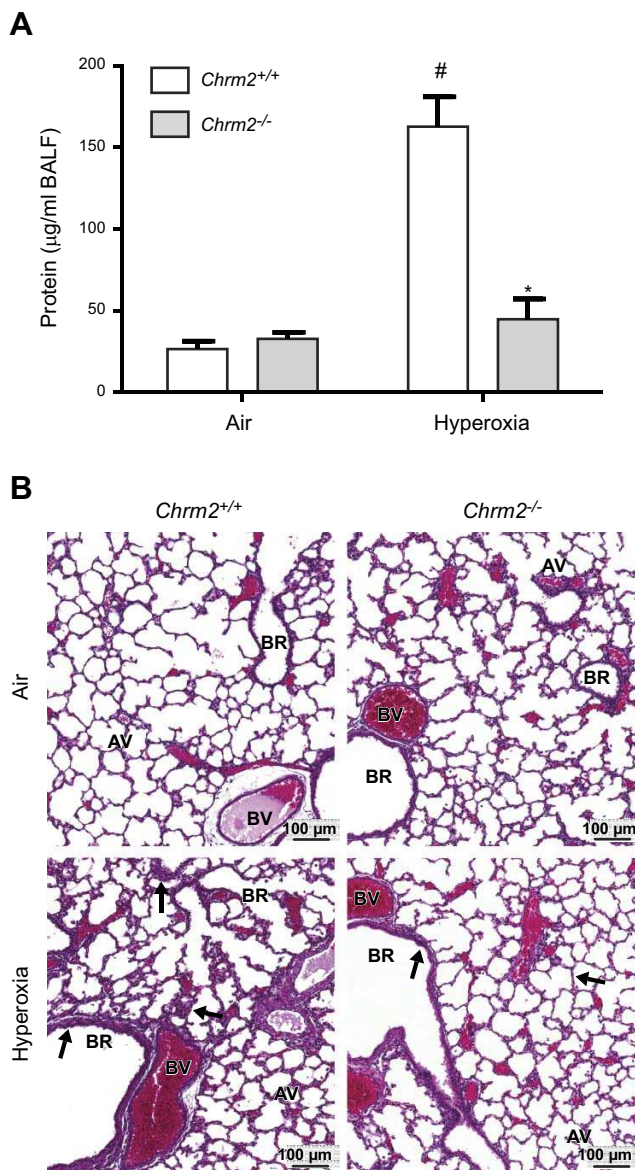 A
200
150
100
50
0
Protein (µg/ml BALF)
Chrm2+/+
Chrm2-/-
#
*
Air
Hyperoxia
B
Chrm2+/+
Chrm2-/-
Air
BR
AV
BV
100 µm
AV
BR
BV
BR
100 µm
Hyperoxia
BR
BR
BV
AV
100 µm
BV
BR
AV
100 µm